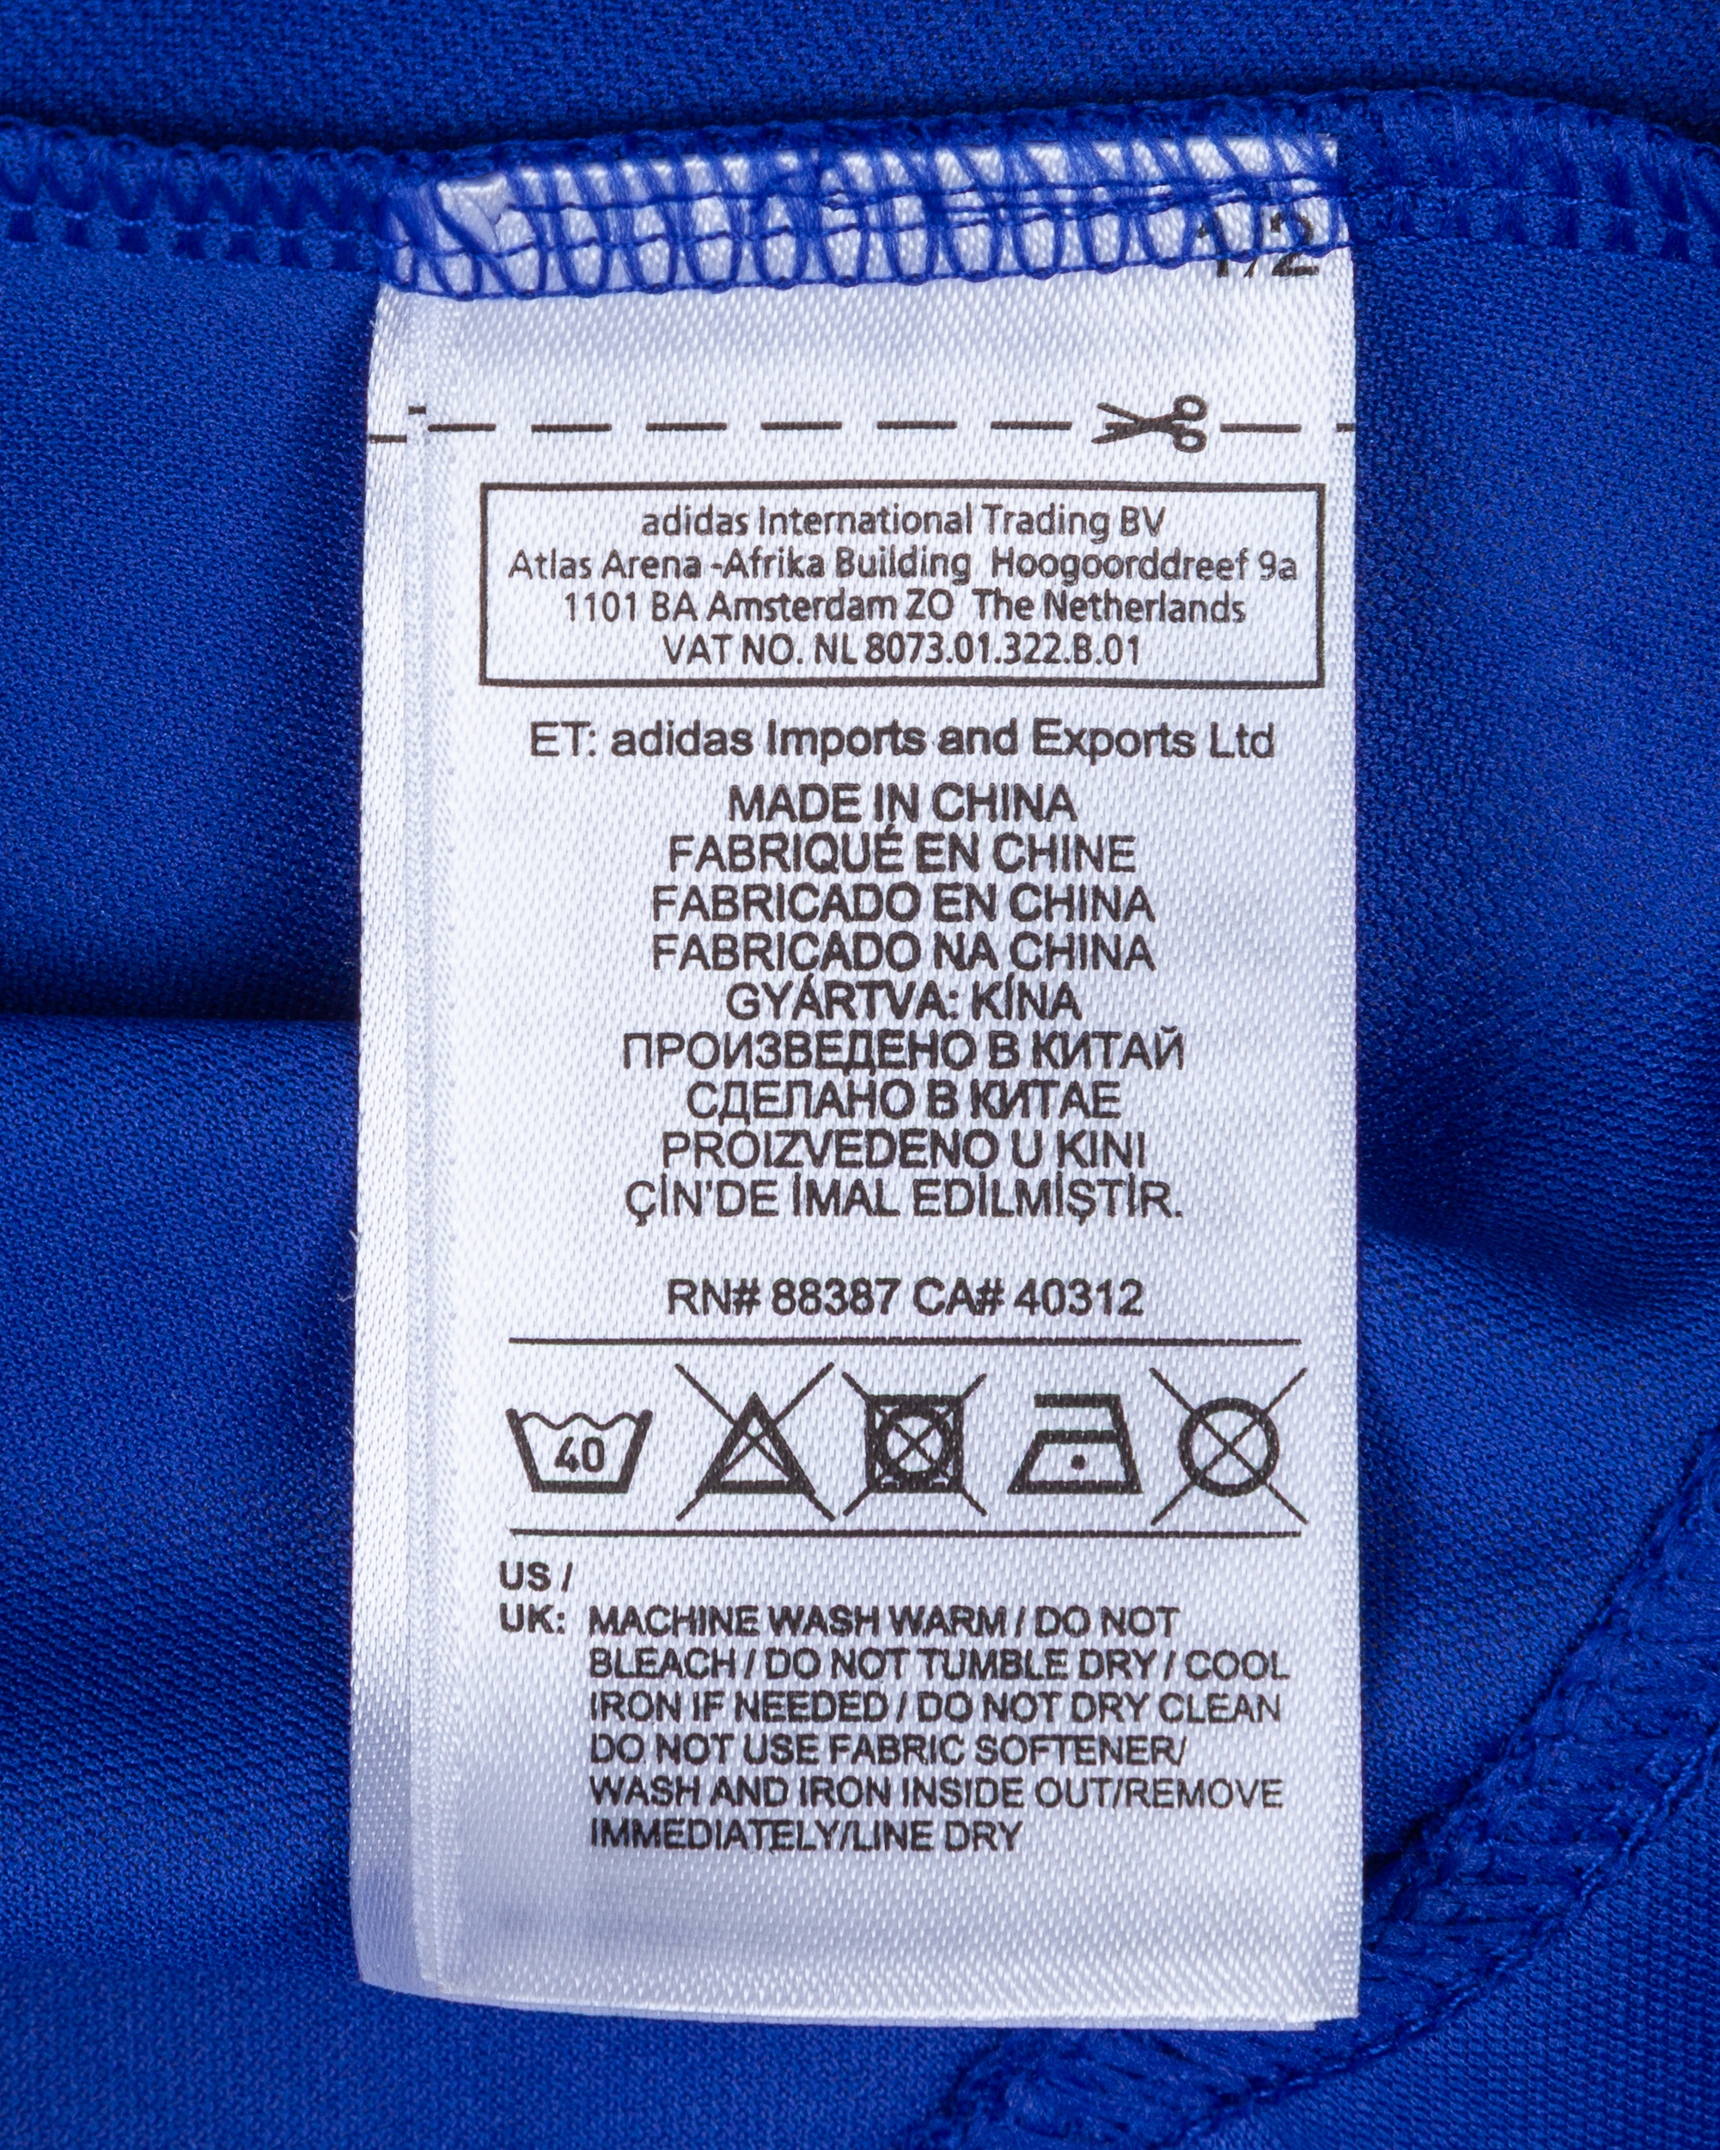 1/2
adidas International Trading BV
Atlas Arena -Afrika Building Hoogoorddreef 9a
1101 BA Amsterdam ZO The Netherlands
VAT NO. NL 8073.01.322.B.01
ET: adidas Imports and Exports Ltd
MADE IN CHINA
FABRIQUÉ EN CHINE
FABRICADO EN CHINA
FABRICADO NA CHINA
GYÁRTVA: KÍNA
ПРОИЗВЕДЕНО В КИТАЙ
СДЕЛАНО В КИТАЕ
PROIZVEDENO U KINI
ÇİN'DE İMAL EDİLMİŞTİR.
RN# 88387 CA# 40312
40
US /
UK: MACHINE WASH WARM / DO NOT
BLEACH / DO NOT TUMBLE DRY / COOL
IRON IF NEEDED / DO NOT DRY CLEAN
DO NOT USE FABRIC SOFTENER/
WASH AND IRON INSIDE OUT/REMOVE
IMMEDIATELY/LINE DRY